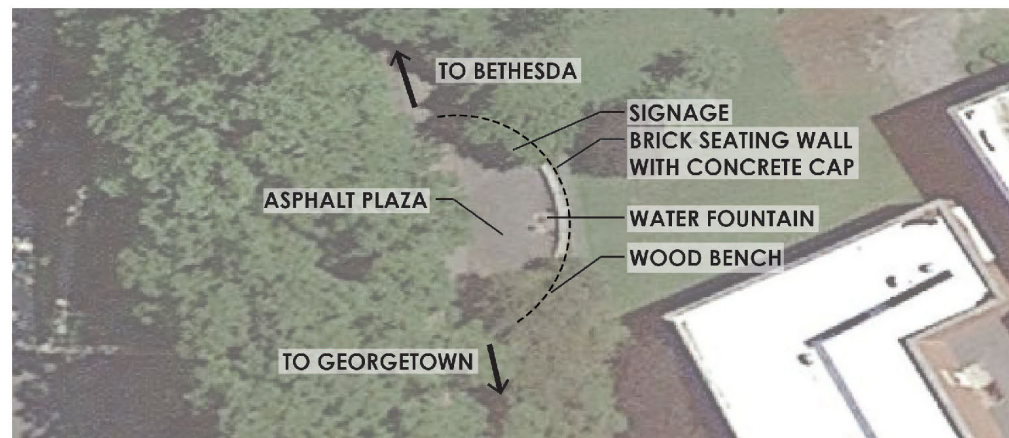 TO BETHESDA
SIGNAGE
BRICK SEATING WALL
WITH CONCRETE CAP
ASPHALT PLAZA
WATER FOUNTAIN
WOOD BENCH
TO GEORGETOWN